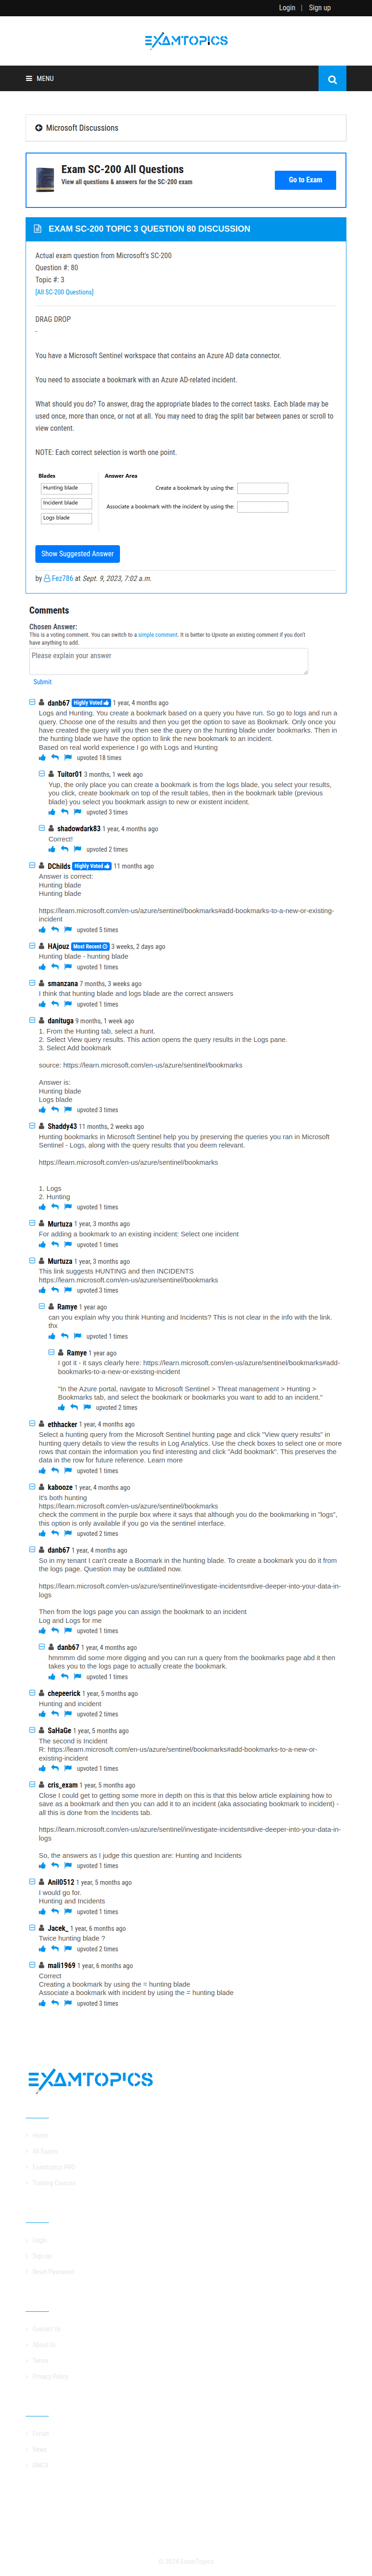 Login | Sign up
EXAMTOPICS
MENU
Microsoft Discussions
Exam SC-200 All Questions
View all questions & answers for the SC-200 exam
Go to Exam
EXAM SC-200 TOPIC 3 QUESTION 80 DISCUSSION
Actual exam question from Microsoft's SC-200
Question #: 80
Topic #: 3
[All SC-200 Questions]
DRAG DROP
-
You have a Microsoft Sentinel workspace that contains an Azure AD data connector.
You need to associate a bookmark with an Azure AD-related incident.
What should you do? To answer, drag the appropriate blades to the correct tasks. Each blade may be
used once, more than once, or not at all. You may need to drag the split bar between panes or scroll to
view content.
NOTE: Each correct selection is worth one point.
Blades
Answer Area
Hunting blade
Create a bookmark by using the:
Incident blade
Associate a bookmark with the incident by using the:
Logs blade
Show Suggested Answer
by Fez786 at Sept. 9, 2023, 7:02 a.m.
Comments
Chosen Answer:
This is a voting comment. You can switch to a simple comment. It is better to Upvote an existing comment if you don't
have anything to add.
Please explain your answer
Submit
danb67 Highly Voted 1 year, 4 months ago
Logs and Hunting. You create a bookmark based on a query you have run. So go to logs and run a
query. Choose one of the results and then you get the option to save as Bookmark. Only once you
have created the query will you then see the query on the hunting blade under bookmarks. Then in
the hunting blade we have the option to link the new bookmark to an incident.
Based on real world experience I go with Logs and Hunting
upvoted 18 times
Tuitor01 3 months, 1 week ago
Yup, the only place you can create a bookmark is from the logs blade, you select your results,
you click, create bookmark on top of the result tables, then in the bookmark table (previous
blade) you select you bookmark assign to new or existent incident.
upvoted 3 times
shadowdark83 1 year, 4 months ago
Correct!
upvoted 2 times
DChilds Highly Voted 11 months ago
Answer is correct:
Hunting blade
Hunting blade
https://learn.microsoft.com/en-us/azure/sentinel/bookmarks#add-bookmarks-to-a-new-or-existing-
incident
upvoted 5 times
HAjouz Most Recent 3 weeks, 2 days ago
Hunting blade - hunting blade
upvoted 1 times
smanzana 7 months, 3 weeks ago
I think that hunting blade and logs blade are the correct answers
upvoted 1 times
danituga 9 months, 1 week ago
1. From the Hunting tab, select a hunt.
2. Select View query results. This action opens the query results in the Logs pane.
3. Select Add bookmark
source: https://learn.microsoft.com/en-us/azure/sentinel/bookmarks
Answer is:
Hunting blade
Logs blade
upvoted 3 times
Shaddy43 11 months, 2 weeks ago
Hunting bookmarks in Microsoft Sentinel help you by preserving the queries you ran in Microsoft
Sentinel - Logs, along with the query results that you deem relevant.
https://learn.microsoft.com/en-us/azure/sentinel/bookmarks
1. Logs
2. Hunting
upvoted 1 times
Murtuza 1 year, 3 months ago
For adding a bookmark to an existing incident: Select one incident
upvoted 1 times
Murtuza 1 year, 3 months ago
This link suggests HUNTING and then INCIDENTS
https://learn.microsoft.com/en-us/azure/sentinel/bookmarks
upvoted 3 times
Ramye 1 year ago
can you explain why you think Hunting and Incidents? This is not clear in the info with the link.
thx
upvoted 1 times
Ramye 1 year ago
I got it - it says clearly here: https://learn.microsoft.com/en-us/azure/sentinel/bookmarks#add-
bookmarks-to-a-new-or-existing-incident
"In the Azure portal, navigate to Microsoft Sentinel > Threat management > Hunting >
Bookmarks tab, and select the bookmark or bookmarks you want to add to an incident."
upvoted 2 times
ethhacker 1 year, 4 months ago
Select a hunting query from the Microsoft Sentinel hunting page and click "View query results" in
hunting query details to view the results in Log Analytics. Use the check boxes to select one or more
rows that contain the information you find interesting and click "Add bookmark". This preserves the
data in the row for future reference. Learn more
upvoted 1 times
kabooze 1 year, 4 months ago
It's both hunting
https://learn.microsoft.com/en-us/azure/sentinel/bookmarks
check the comment in the purple box where it says that although you do the bookmarking in "logs",
this option is only available if you go via the sentinel interface.
upvoted 2 times
danb67 1 year, 4 months ago
So in my tenant I can't create a Boomark in the hunting blade. To create a bookmark you do it from
the logs page. Question may be outtdated now.
https://learn.microsoft.com/en-us/azure/sentinel/investigate-incidents#dive-deeper-into-your-data-in-
logs
Then from the logs page you can assign the bookmark to an incident
Log and Logs for me
upvoted 1 times
danb67 1 year, 4 months ago
hmmmm did some more digging and you can run a query from the bookmarks page abd it then
takes you to the logs page to actually create the bookmark.
upvoted 1 times
chepeerick 1 year, 5 months ago
Hunting and incident
upvoted 2 times
SaHaGe 1 year, 5 months ago
The second is Incident
R: https://learn.microsoft.com/en-us/azure/sentinel/bookmarks#add-bookmarks-to-a-new-or-
existing-incident
upvoted 1 times
cris_exam 1 year, 5 months ago
Close I could get to getting some more in depth on this is that this below article explaining how to
save as a bookmark and then you can add it to an incident (aka associating bookmark to incident) -
all this is done from the Incidents tab.
https://learn.microsoft.com/en-us/azure/sentinel/investigate-incidents#dive-deeper-into-your-data-in-
logs
So, the answers as I judge this question are: Hunting and Incidents
upvoted 1 times
Anil0512 1 year, 5 months ago
I would go for.
Hunting and Incidents
upvoted 1 times
Jacek_ 1 year, 6 months ago
Twice hunting blade ?
upvoted 2 times
mali1969 1 year, 6 months ago
Correct
Creating a bookmark by using the = hunting blade
Associate a bookmark with incident by using the = hunting blade
upvoted 3 times
EXAMTOPICS
Home
All Exams
Examtopics PRO
Training Courses
Login
Sign up
Reset Password
Contact Us
About Us
Terms
Privacy Policy
Forum
News
DMCA
© 2024 ExamTopics